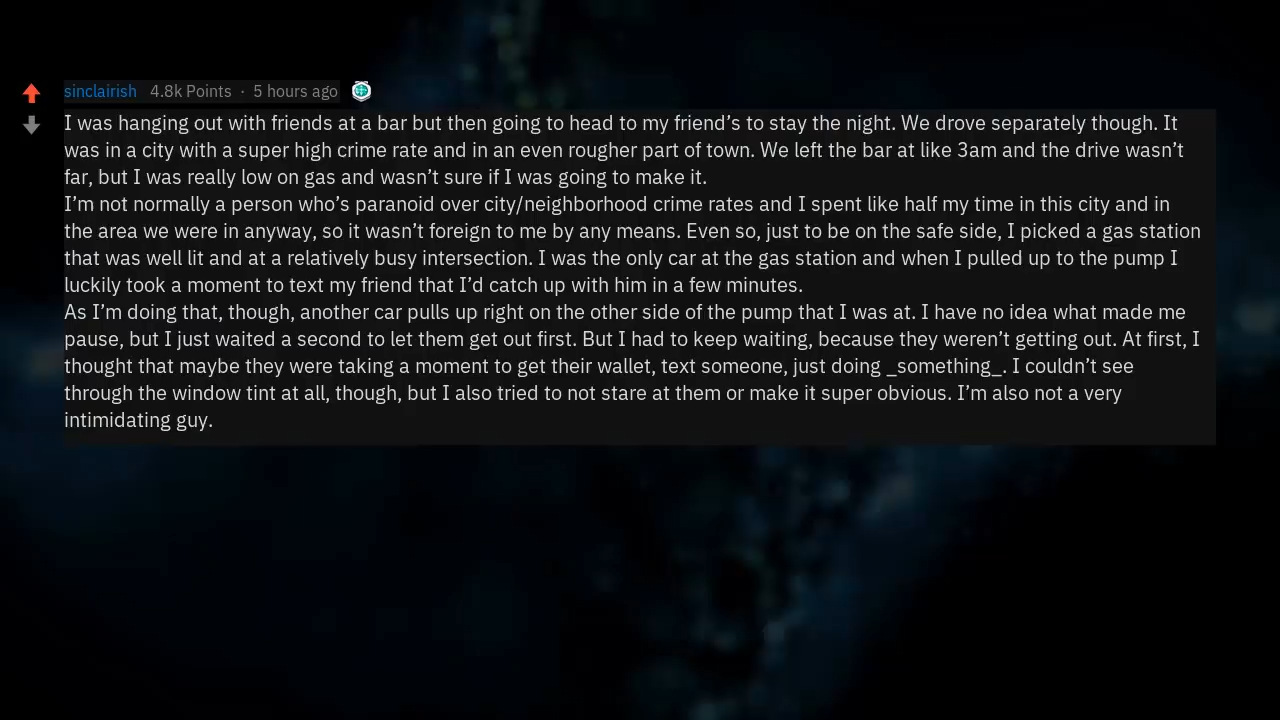 sinclairish 4.8k Points · 5 hours ago
I was hanging out with friends at a bar but then going to head to my friend’s to stay the night. We drove separately though. It
was in a city with a super high crime rate and in an even rougher part of town. We left the bar at like 3am and the drive wasn’t
far, but I was really low on gas and wasn’t sure if I was going to make it.
I’m not normally a person who’s paranoid over city/neighborhood crime rates and I spent like half my time in this city and in
the area we were in anyway, so it wasn’t foreign to me by any means. Even so, just to be on the safe side, I picked a gas station
that was well lit and at a relatively busy intersection. I was the only car at the gas station and when I pulled up to the pump I
luckily took a moment to text my friend that I’d catch up with him in a few minutes.
As I’m doing that, though, another car pulls up right on the other side of the pump that I was at. I have no idea what made me
pause, but I just waited a second to let them get out first. But I had to keep waiting, because they weren’t getting out. At first, I
thought that maybe they were taking a moment to get their wallet, text someone, just doing _something_. I couldn’t see
through the window tint at all, though, but I also tried to not stare at them or make it super obvious. I’m also not a very
intimidating guy.